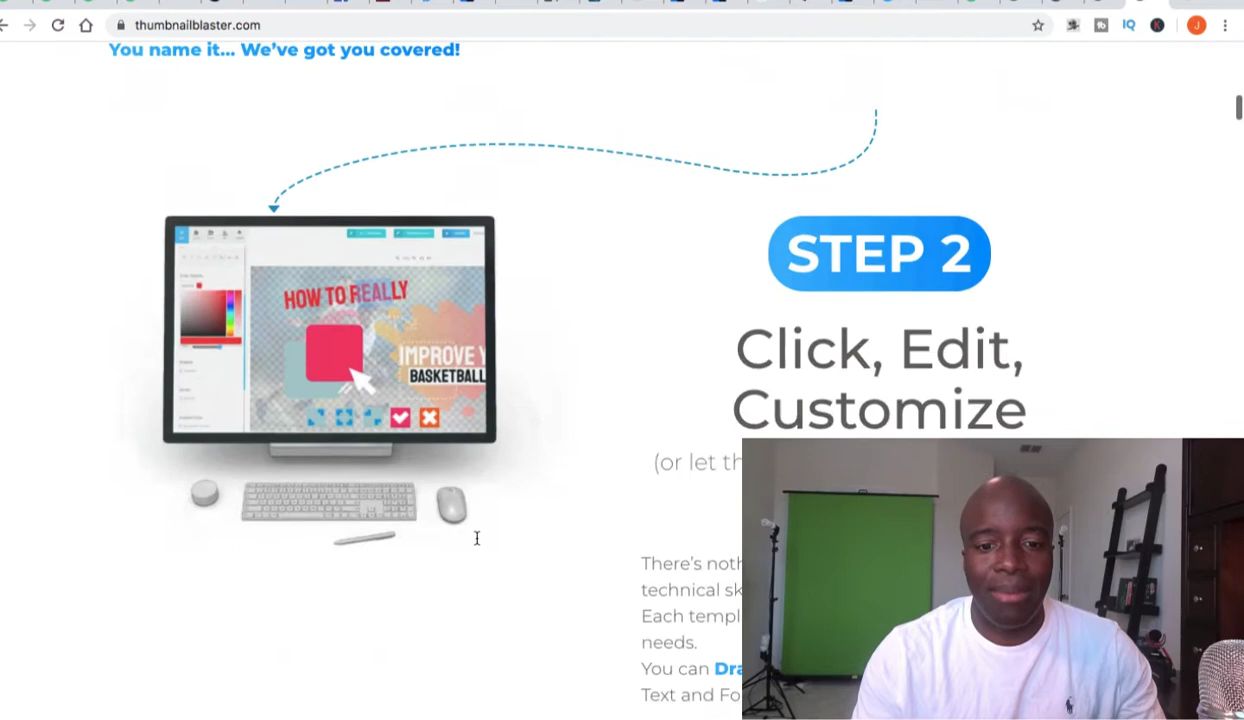 thumbnailblaster.com
IQ
K
J
You name it... We've got you covered!
HOW TO REALLY
IMPROVE Y
BASKETBALL
STEP 2
Click, Edit,
Customize
(or let th
There's noth
technical sk
Each templ
needs.
You can Dra
Text and Fo